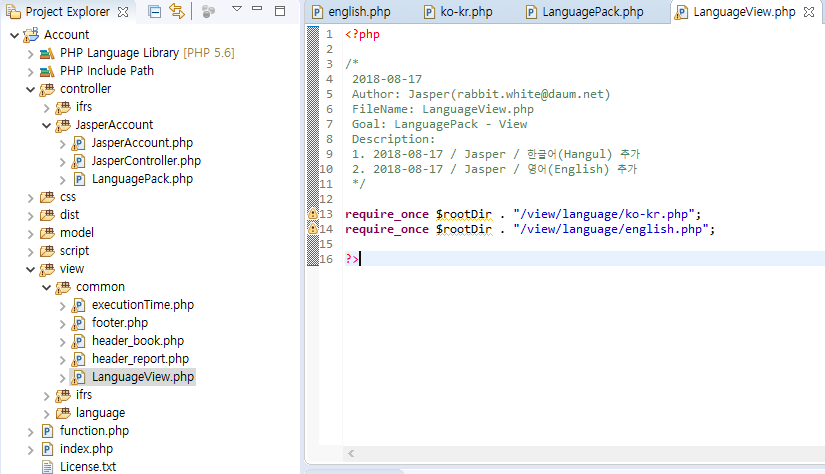 Project Explorer
Account
PHP Language Library [PHP 5.6]
PHP Include Path
controller
ifrs
JasperAccount
JasperAccount.php
JasperController.php
LanguagePack.php
css
dist
model
script
view
common
executionTime.php
footer.php
header_book.php
header_report.php
LanguageView.php
ifrs
language
function.php
index.php
License.txt
english.php
ko-kr.php
LanguagePack.php
LanguageView.php
1 <?php
2
3 /*
4 2018-08-17
5 Author: Jasper(rabbit.white@daum.net)
6 FileName: LanguageView.php
7 Goal: LanguagePack - View
8 Description:
9 1. 2018-08-17 / Jasper / 한글어(Hangul) 추가
10 2. 2018-08-17 / Jasper / 영어(English) 추가
11 */
12
13 require_once $rootDir . "/view/language/ko-kr.php";
14 require_once $rootDir . "/view/language/english.php";
15
16 ?>